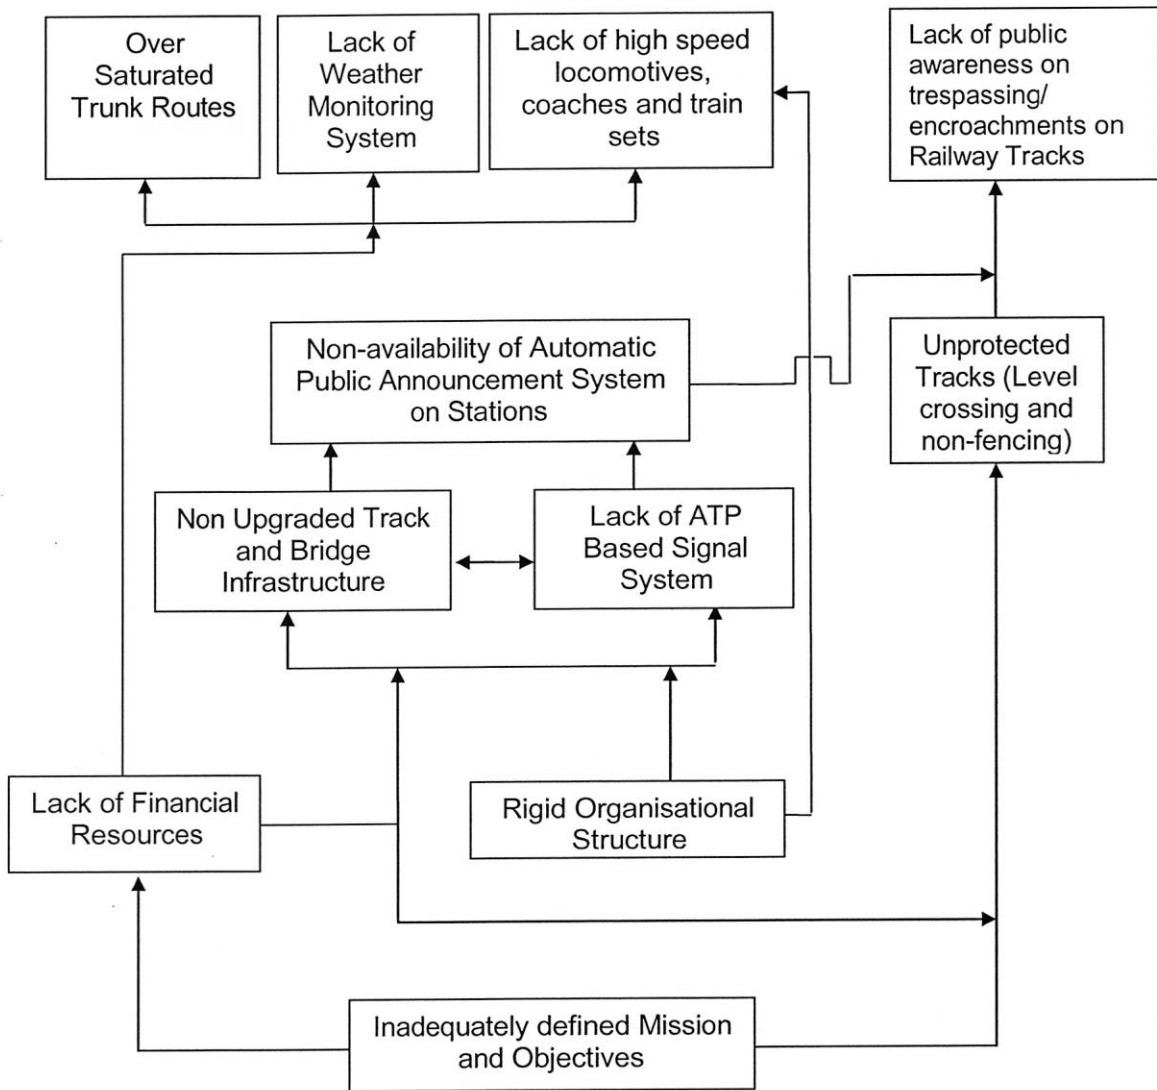 Over
Saturated
Trunk Routes
Lack of
Weather
Monitoring
System
Lack of high speed
locomotives,
coaches and train
sets
Lack of public
awareness on
trespassing/
encroachments on
Railway Tracks
Non-availability of Automatic
Public Announcement System
on Stations
Unprotected
Tracks (Level
crossing and
non-fencing)
Non Upgraded Track
and Bridge
Infrastructure
Lack of ATP
Based Signal
System
Lack of Financial
Resources
Rigid Organisational
Structure
Inadequately defined Mission
and Objectives